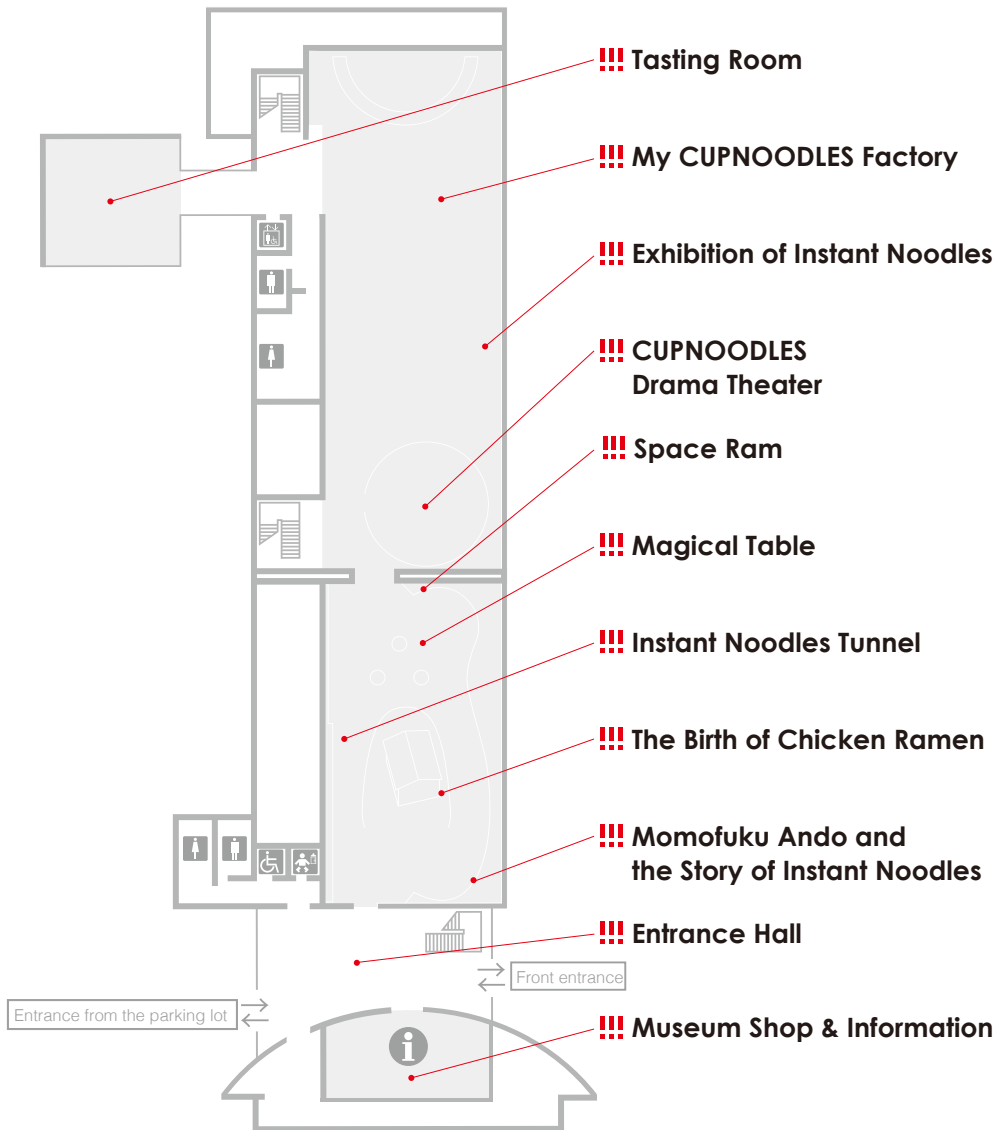 !!! Tasting Room
!!! My CUPNOODLES Factory
!!! Exhibition of Instant Noodles
!!! CUPNOODLES
Drama Theater
!!! Space Ram
!!! Magical Table
!!! Instant Noodles Tunnel
!!! The Birth of Chicken Ramen
!!! Momofuku Ando and
the Story of Instant Noodles
!!! Entrance Hall
Front entrance
Entrance from the parking lot
i
!!! Museum Shop & Information